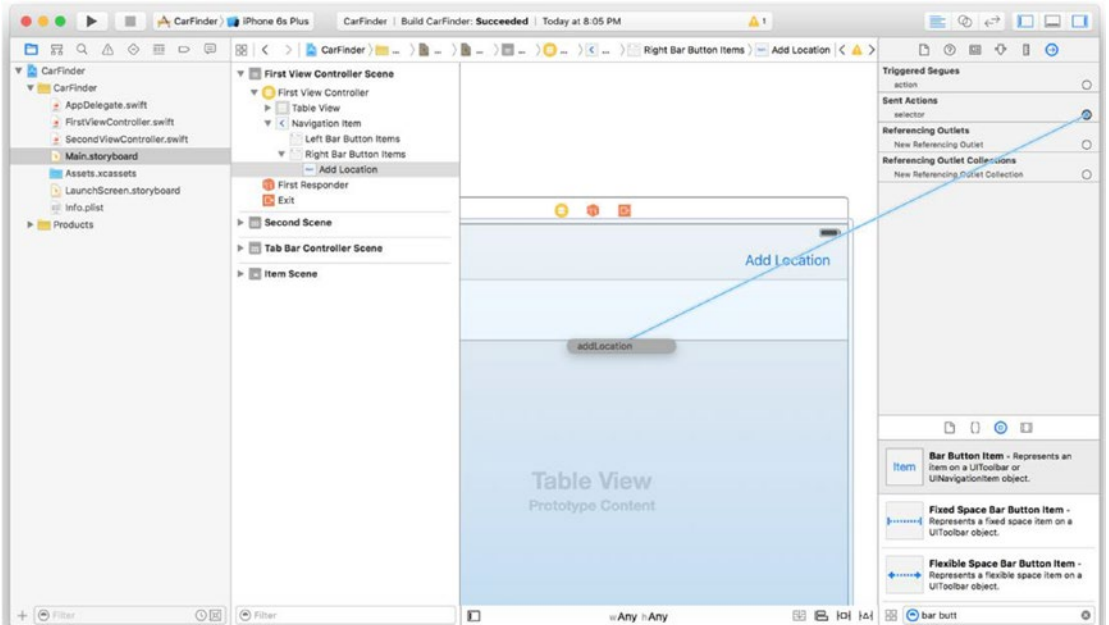 CarFinder
iPhone 6s Plus
CarFinder | Build CarFinder: Succeeded | Today at 8:05 PM
1
CarFinder
Right Bar Button Items
Add Location
CarFinder
CarFinder
AppDelegate.swift
FirstViewController.swift
SecondViewController.swift
Main.storyboard
Assets.xcassets
LaunchScreen.storyboard
Info.plist
Products
Filter
First View Controller Scene
First View Controller
Table View
Navigation Item
Left Bar Button Items
Right Bar Button Items
Add Location
First Responder
Exit
Second Scene
Tab Bar Controller Scene
Item Scene
Filter
Add Location
addLocation
Table View
Prototype Content
wAny hAny
Triggered Segues
action
Sent Actions
selector
Referencing Outlets
New Referencing Outlet
Referencing Outlet Collections
New Referencing Outlet Collection
Item
Bar Button Item - Represents an
item on a UIToolbar or
UINavigationItem object.
Fixed Space Bar Button Item -
Represents a fixed space item on a
UIToolbar object.
Flexible Space Bar Button Item -
Represents a flexible space item on a
UIToolbar object.
bar butt